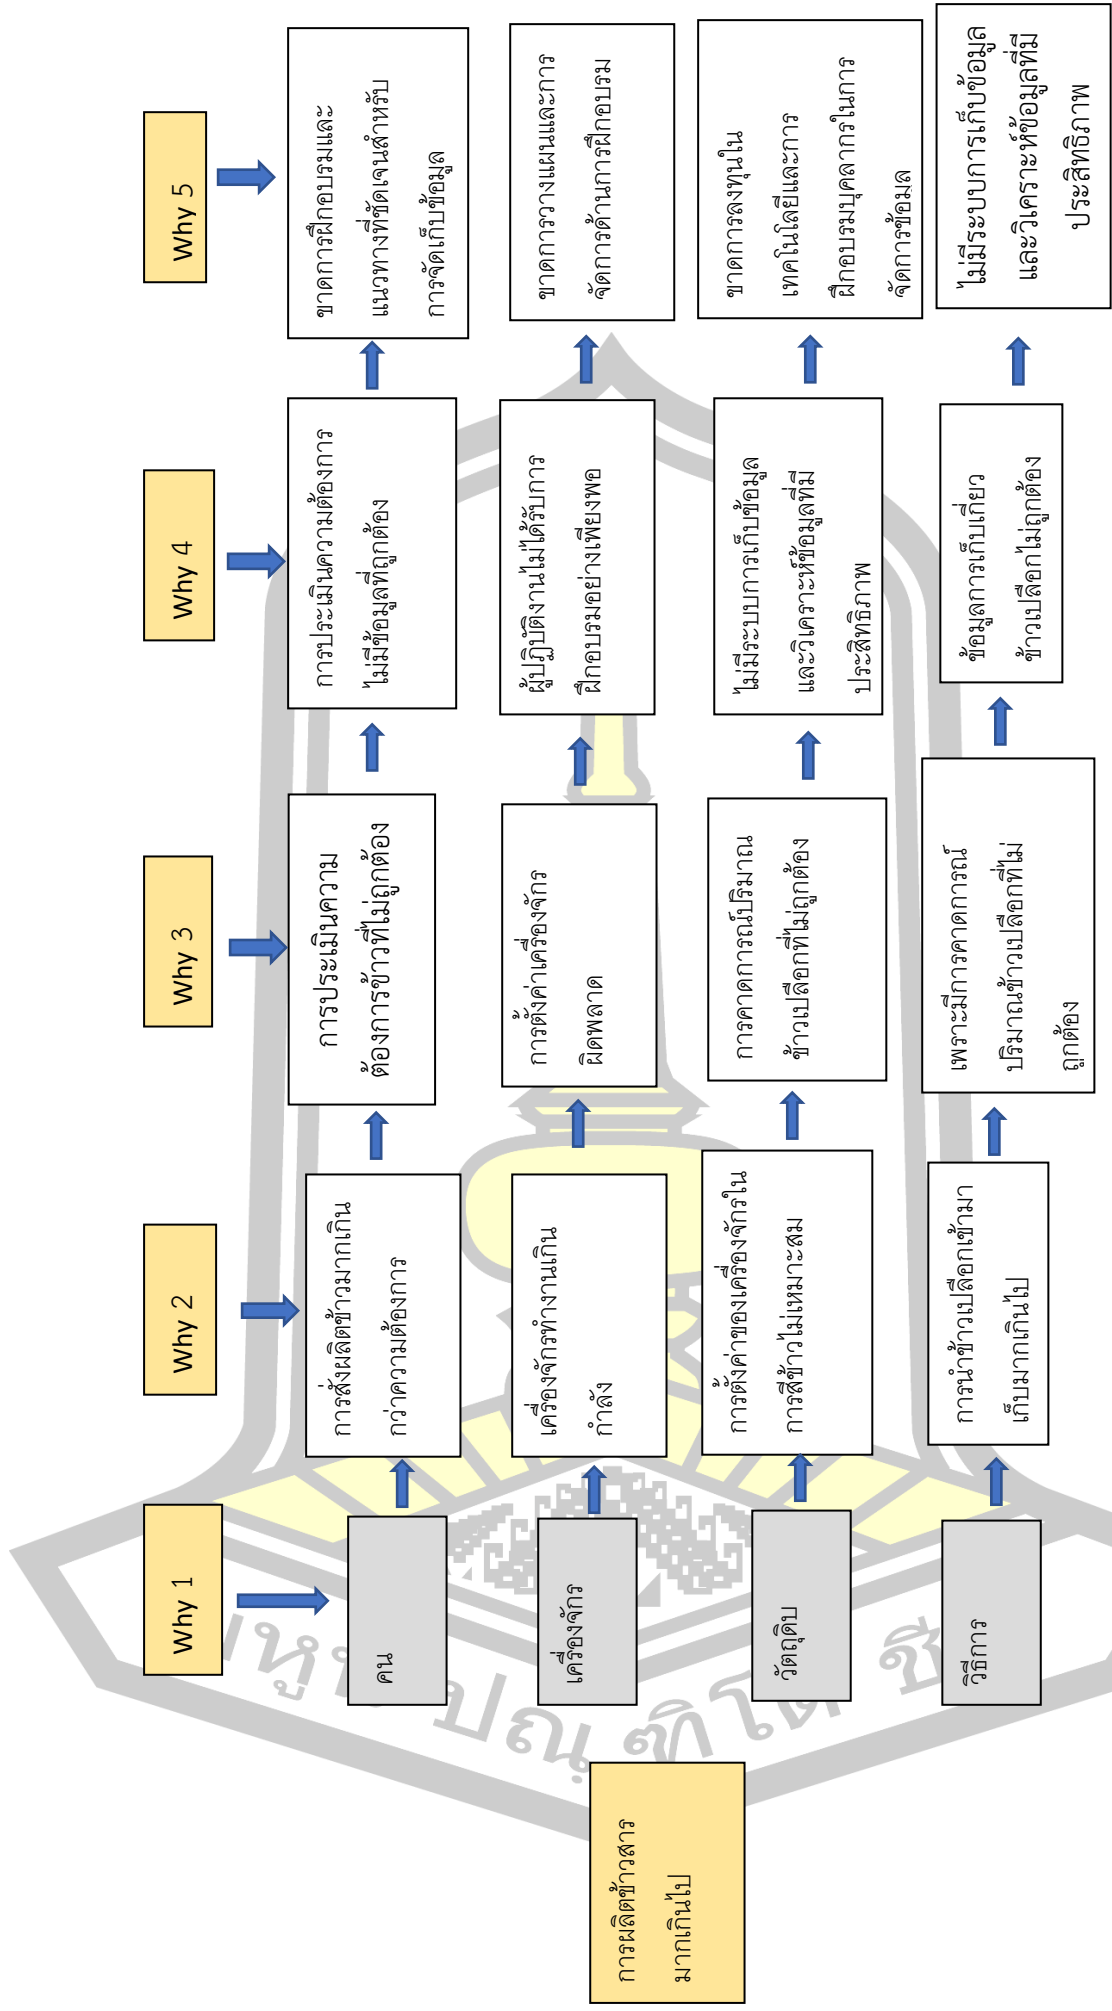 Why 1
Why 2
Why 3
Why 4
Why 5
การผลิตข้าวสาร
มากเกินไป
คน
การสั่งผลิตข้าวมากเกิน
กว่าความต้องการ
การประเมินความ
ต้องการข้าวที่ไม่ถูกต้อง
การประเมินความต้องการ
ไม่มีข้อมูลที่ถูกต้อง
ขาดการฝึกอบรมและ
แนวทางที่ชัดเจนสำหรับ
การจัดเก็บข้อมูล
เครื่องจักร
เครื่องจักรทำงานเกิน
กำลัง
การตั้งค่าเครื่องจักร
ผิดพลาด
ผู้ปฏิบัติงานไม่ได้รับการ
ฝึกอบรมอย่างเพียงพอ
ขาดการวางแผนและการ
จัดการด้านการฝึกอบรม
วัตถุดิบ
การตั้งค่าของเครื่องจักรใน
การสีข้าวไม่เหมาะสม
การคาดการณ์ปริมาณ
ข้าวเปลือกที่ไม่ถูกต้อง
ไม่มีระบบการเก็บข้อมูล
และวิเคราะห์ข้อมูลที่มี
ประสิทธิภาพ
ขาดการลงทุนใน
เทคโนโลยีและการ
ฝึกอบรมบุคลากรในการ
จัดการข้อมูล
วิธีการ
การนำข้าวเปลือกเข้ามา
เก็บมากเกินไป
เพราะมีการคาดการณ์
ปริมาณข้าวเปลือกที่ไม่
ถูกต้อง
ข้อมูลการเก็บเกี่ยว
ข้าวเปลือกไม่ถูกต้อง
ไม่มีระบบการเก็บข้อมูล
และวิเคราะห์ข้อมูลที่มี
ประสิทธิภาพ
ปณฺฑิโต